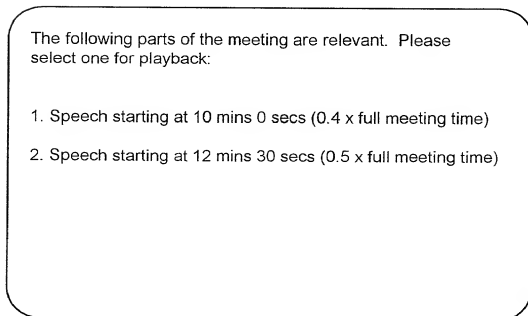 The following parts of the meeting are relevant. Please
select one for playback:
1. Speech starting at 10 mins 0 secs (0.4 x full meeting time)
2. Speech starting at 12 mins 30 secs (0.5 x full meeting time)